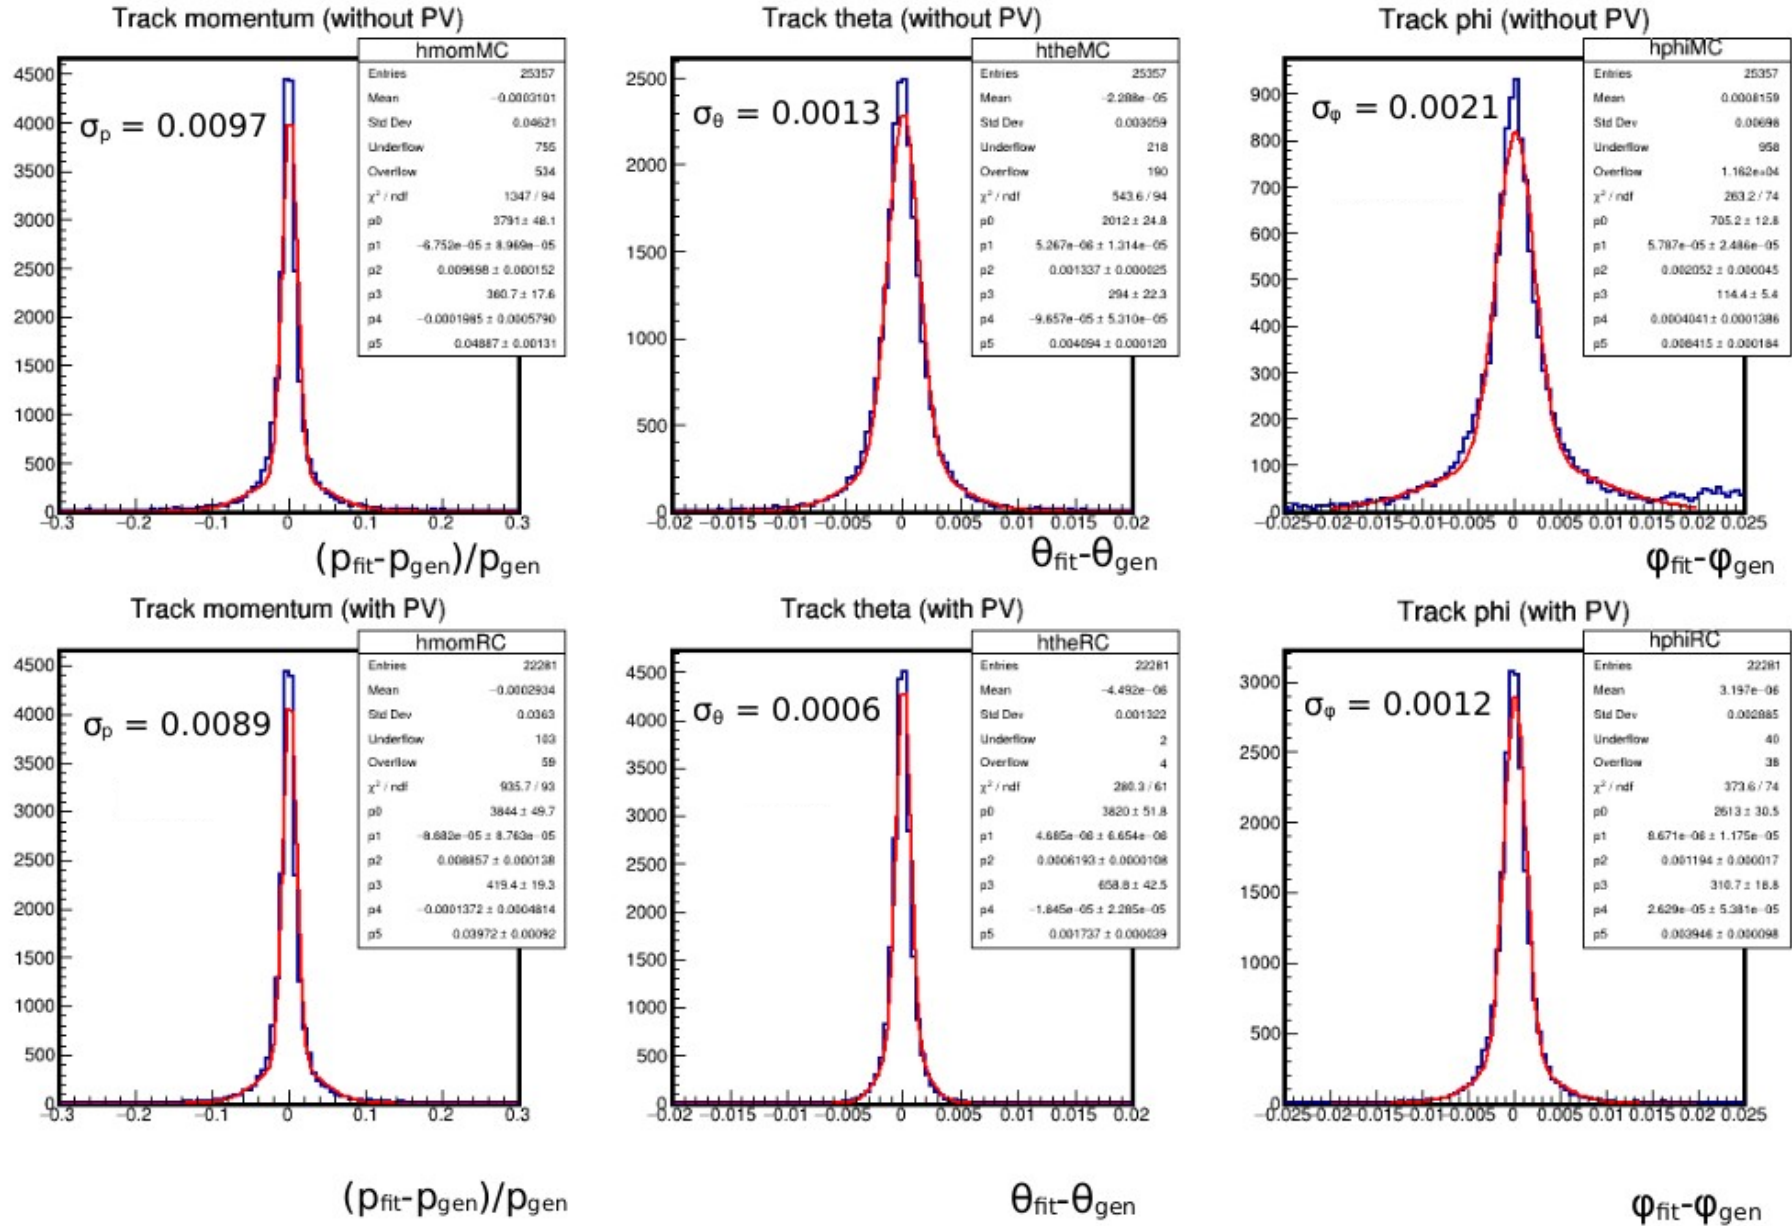 Track momentum (without PV)
hmomMC
Entries 25357
Mean −0.0003101
Std Dev 0.04621
Underflow 755
Overflow 534
χ² / ndf 1347 / 94
p0 3791 ± 48.1
p1 −6.752e−05 ± 8.969e−05
p2 0.009698 ± 0.000152
p3 360.7 ± 17.6
p4 −0.0001985 ± 0.0005790
p5 0.04887 ± 0.00131
σp = 0.0097
4500
4000
3500
3000
2500
2000
1500
1000
500
0
−0.3 −0.2 −0.1 0 0.1 0.2 0.3
(pfit-pgen)/pgen
Track theta (without PV)
htheMC
Entries 25357
Mean −2.288e−05
Std Dev 0.003059
Underflow 218
Overflow 190
χ² / ndf 543.6 / 94
p0 2012 ± 24.8
p1 5.267e−06 ± 1.314e−05
p2 0.001337 ± 0.000025
p3 294 ± 22.3
p4 −9.657e−05 ± 5.310e−05
p5 0.004094 ± 0.000120
σθ = 0.0013
2500
2000
1500
1000
500
0
−0.02 −0.015 −0.01 −0.005 0 0.005 0.01 0.015 0.02
θfit-θgen
Track phi (without PV)
hphiMC
Entries 25357
Mean 0.0008159
Std Dev 0.00698
Underflow 958
Overflow 1.162e+04
χ² / ndf 263.2 / 74
p0 705.2 ± 12.8
p1 5.787e−05 ± 2.486e−05
p2 0.002052 ± 0.000045
p3 114.4 ± 5.4
p4 0.0004041 ± 0.0001386
p5 0.008415 ± 0.000184
σφ = 0.0021
900
800
700
600
500
400
300
200
100
0
−0.025 −0.02 −0.015 −0.01 −0.005 0 0.005 0.01 0.015 0.02 0.025
φfit-φgen
Track momentum (with PV)
hmomRC
Entries 22281
Mean −0.0002934
Std Dev 0.0363
Underflow 103
Overflow 59
χ² / ndf 935.7 / 93
p0 3844 ± 49.7
p1 −8.682e−05 ± 8.763e−05
p2 0.008857 ± 0.000138
p3 419.4 ± 19.3
p4 −0.0001372 ± 0.0004814
p5 0.03972 ± 0.00092
σp = 0.0089
4500
4000
3500
3000
2500
2000
1500
1000
500
0
−0.3 −0.2 −0.1 0 0.1 0.2 0.3
(pfit-pgen)/pgen
Track theta (with PV)
htheRC
Entries 22281
Mean −4.492e−06
Std Dev 0.001322
Underflow 2
Overflow 4
χ² / ndf 280.3 / 61
p0 3820 ± 51.8
p1 4.685e−06 ± 6.654e−06
p2 0.0006193 ± 0.0000108
p3 658.8 ± 42.5
p4 −1.845e−05 ± 2.285e−05
p5 0.001737 ± 0.000039
σθ = 0.0006
4500
4000
3500
3000
2500
2000
1500
1000
500
0
−0.02 −0.015 −0.01 −0.005 0 0.005 0.01 0.015 0.02
θfit-θgen
Track phi (with PV)
hphiRC
Entries 22281
Mean 3.197e−06
Std Dev 0.002885
Underflow 40
Overflow 38
χ² / ndf 373.6 / 74
p0 2613 ± 30.5
p1 8.671e−06 ± 1.175e−05
p2 0.001194 ± 0.000017
p3 310.7 ± 18.8
p4 2.629e−05 ± 5.381e−05
p5 0.003946 ± 0.000098
σφ = 0.0012
3000
2500
2000
1500
1000
500
0
−0.025 −0.02 −0.015 −0.01 −0.005 0 0.005 0.01 0.015 0.02 0.025
φfit-φgen